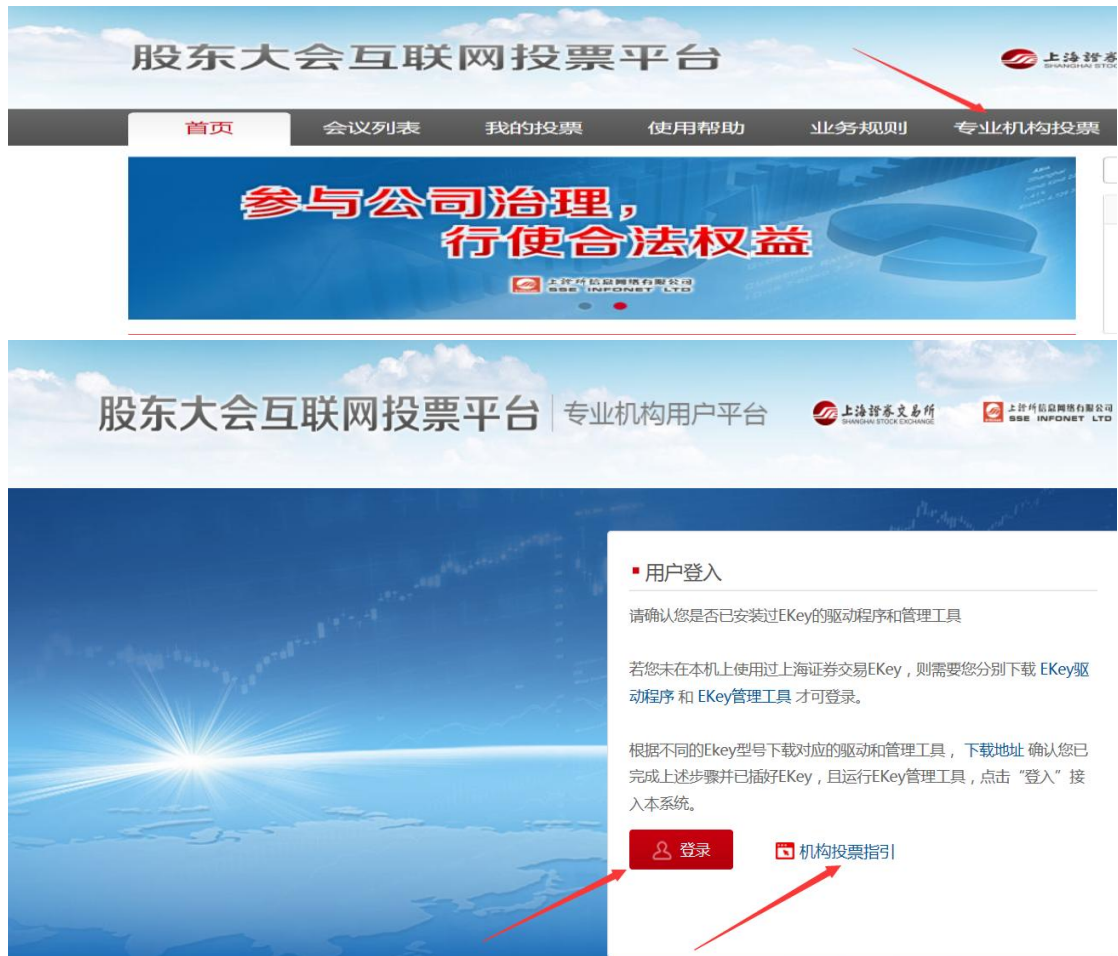 股东大会互联网投票平台
上海證券
SHANGHAI STOC
首页 会议列表 我的投票 使用帮助 业务规则 专业机构投票
参与公司治理，
行使合法权益
上证所信息网络有限公司
SSE INFONET LTD
股东大会互联网投票平台 专业机构用户平台
上海證券交易所
SHANGHAI STOCK EXCHANGE
上证所信息网络有限公司
SSE INFONET LTD
用户登入
请确认您是否已安装过EKey的驱动程序和管理工具
若您未在本机上使用过上海证券交易EKey，则需要您分别下载 EKey驱
动程序 和 EKey管理工具 才可登录。
根据不同的Ekey型号下载对应的驱动和管理工具， 下载地址 确认您已
完成上述步骤并已插好EKey，且运行EKey管理工具，点击“登入”接
入本系统。
登录 机构投票指引